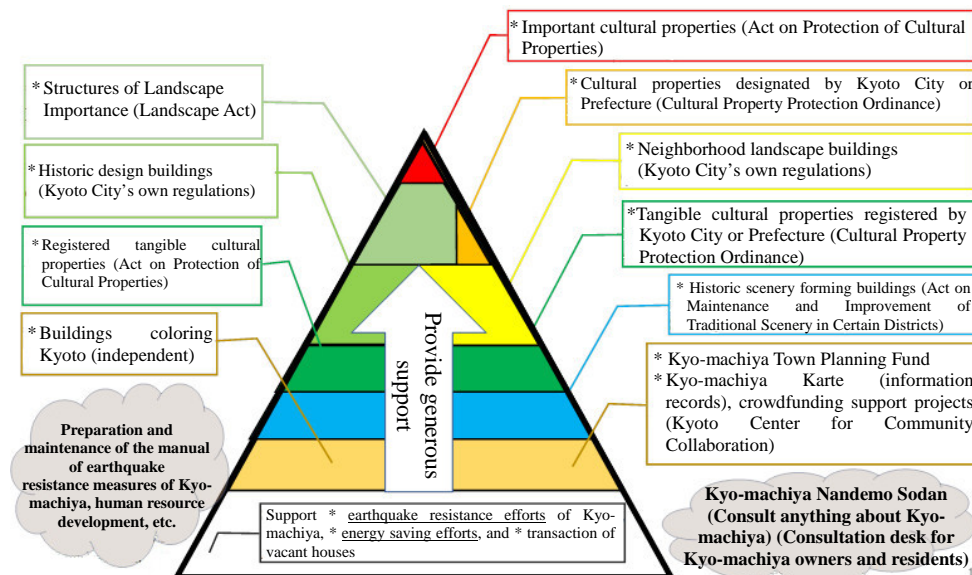 * Important cultural properties (Act on Protection of Cultural
Properties)
* Structures of Landscape
Importance (Landscape Act)
* Cultural properties designated by Kyoto City or
Prefecture (Cultural Property Protection Ordinance)
* Historic design buildings
(Kyoto City's own regulations)
* Neighborhood landscape buildings
(Kyoto City's own regulations)
* Registered tangible cultural
properties (Act on Protection of
Cultural Properties)
*Tangible cultural properties registered by
Kyoto City or Prefecture (Cultural Property
Protection Ordinance)
* Historic scenery forming buildings (Act on
Maintenance and Improvement of
Traditional Scenery in Certain Districts)
* Buildings coloring
Kyoto (independent)
* Kyo-machiya Town Planning Fund
* Kyo-machiya Karte (information
records), crowdfunding support projects
(Kyoto Center for Community
Collaboration)
Provide generous
support
Preparation and
maintenance of the manual
of earthquake
resistance measures of Kyo-
machiya, human resource
development, etc.
Support * earthquake resistance efforts of Kyo-
machiya, * energy saving efforts, and * transaction of
vacant houses
Kyo-machiya Nandemo Sodan
(Consult anything about Kyo-
machiya) (Consultation desk for
Kyo-machiya owners and residents)